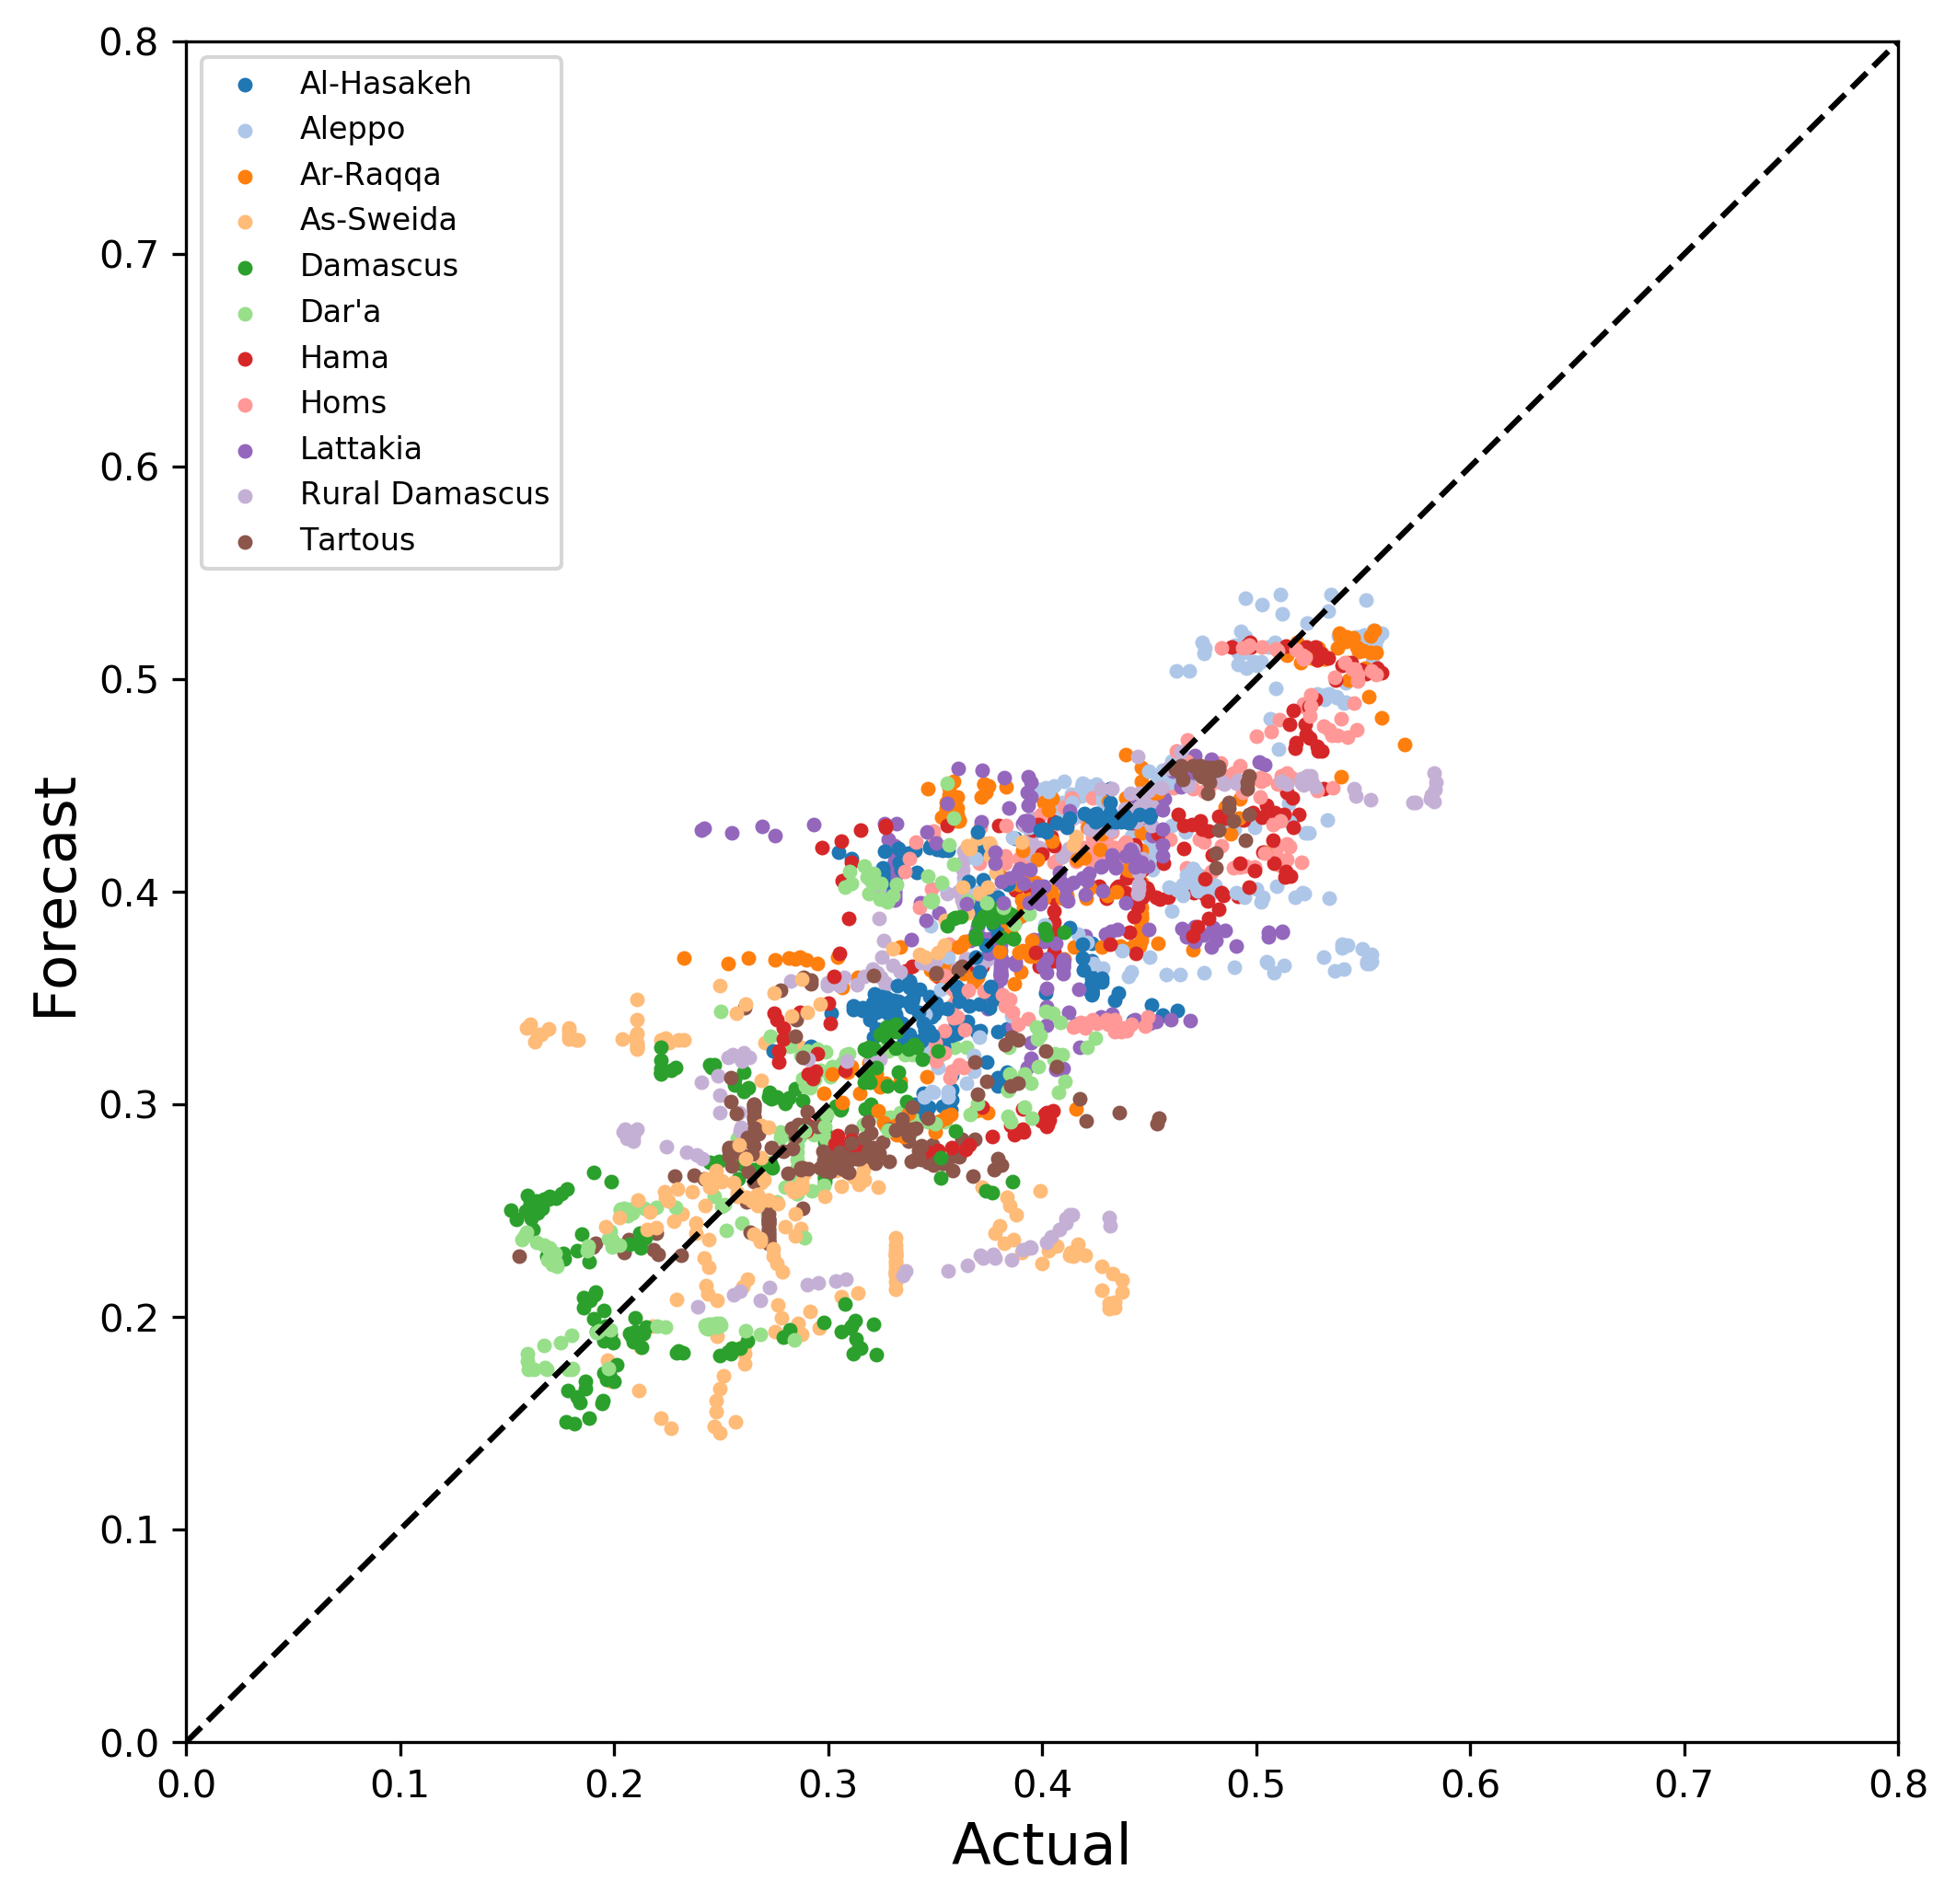 Al-Hasakeh
Aleppo
Ar-Raqqa
As-Sweida
Damascus
Dar'a
Hama
Homs
Lattakia
Rural Damascus
Tartous
0.8
0.7
0.6
0.5
0.4
0.3
0.2
0.1
0.0
Forecast
0.0 0.1 0.2 0.3 0.4 0.5 0.6 0.7 0.8
Actual